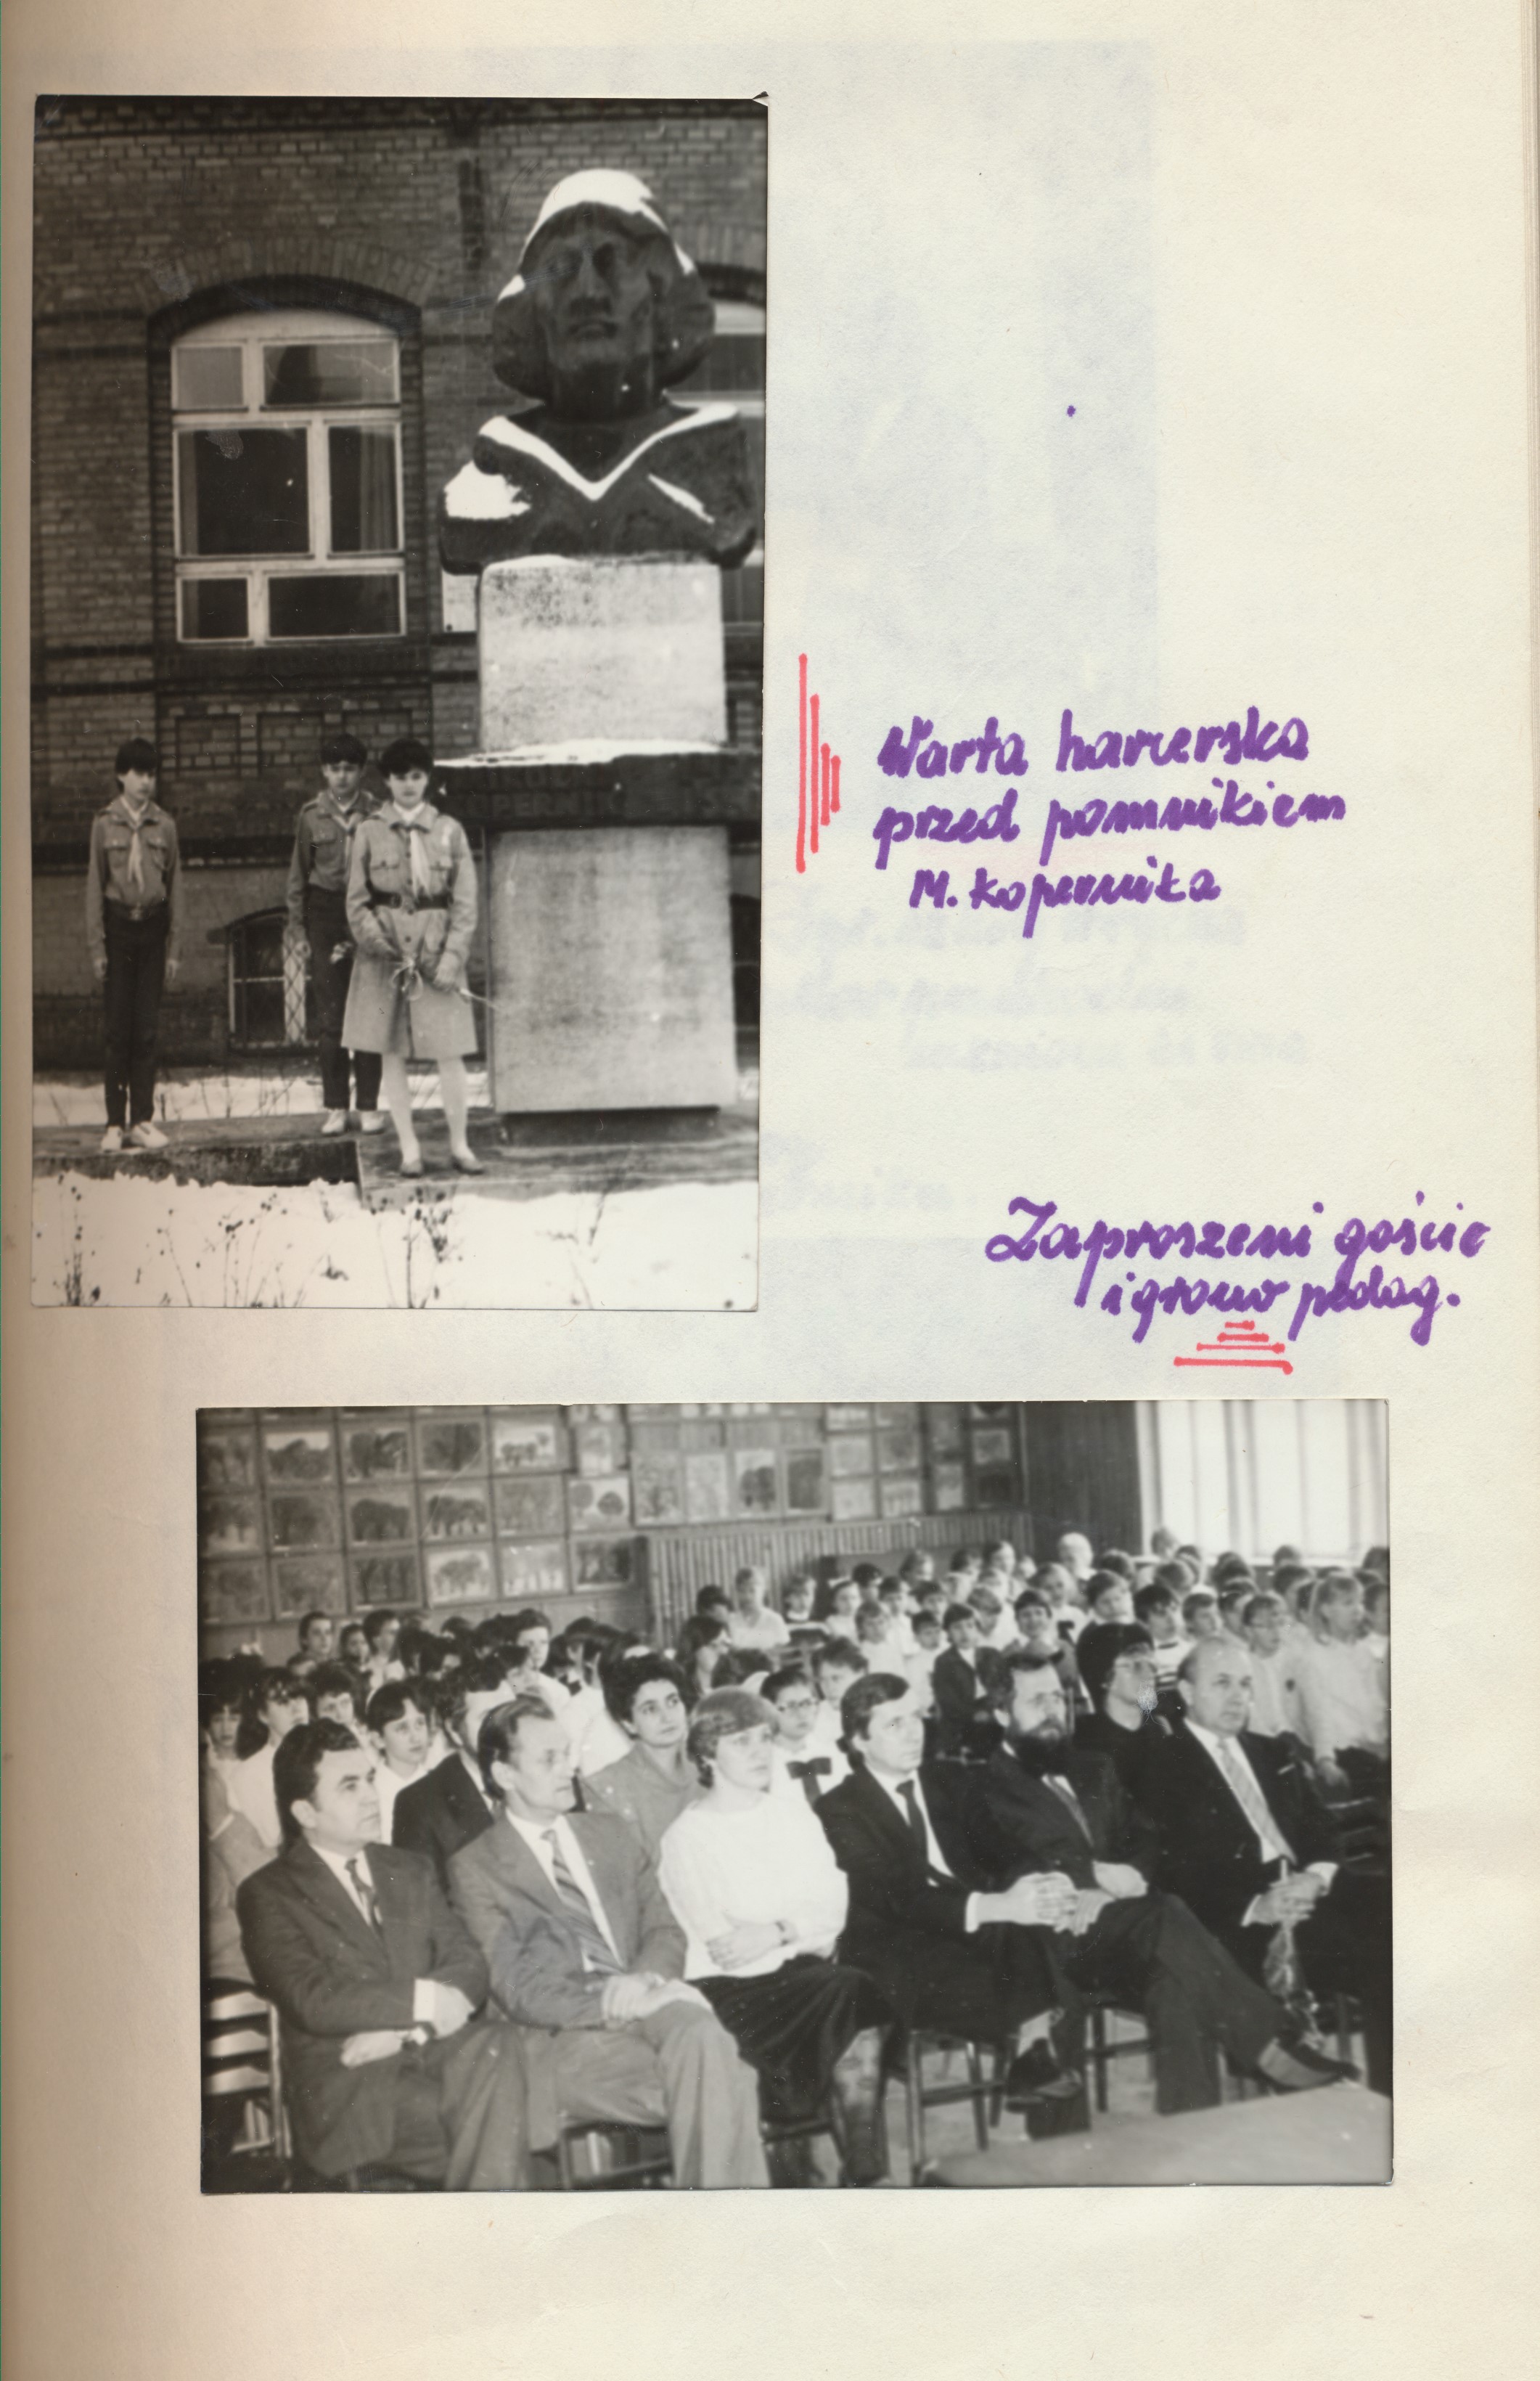 Warta harcerska
przed pomnikiem
M. Kopernika
Zaproszeni goście
i grono pedag.